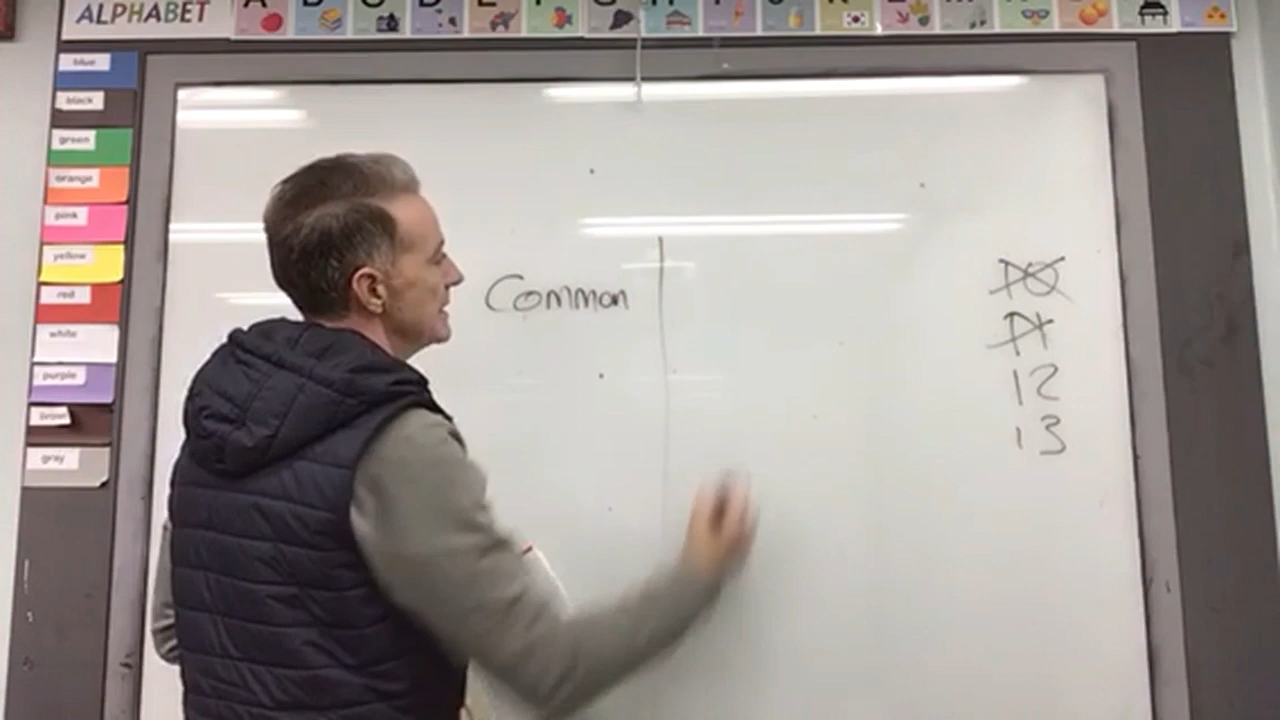 ALPHABET
A B C D E F G H I J K L M N
blue
black
green
orange
pink
yellow
red
white
purple
brown
gray
Common
10
11
12
13